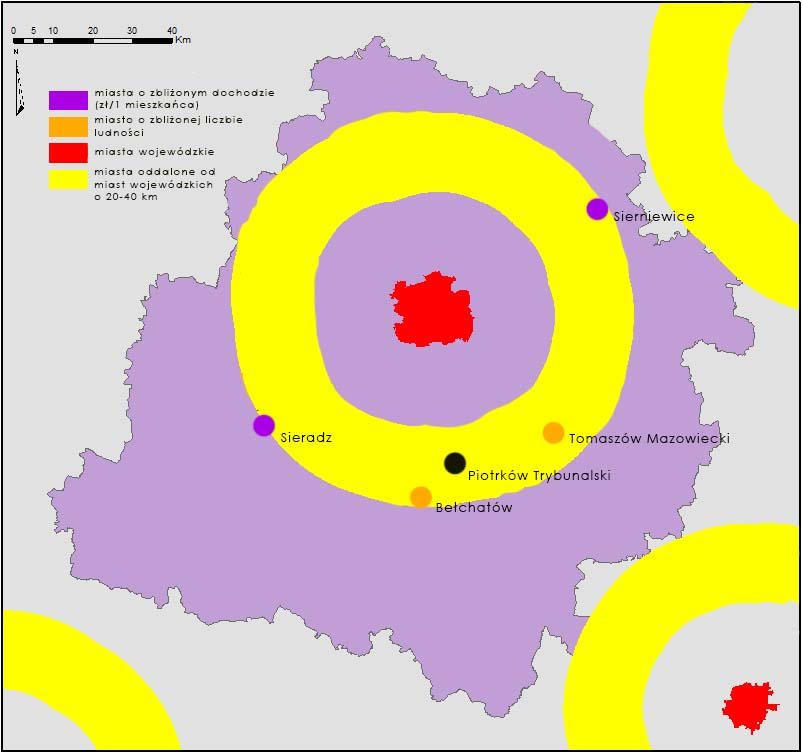 0 5 10 20 30 40
Km
N
miasta o zbliżonym dochodzie
(zł/1 mieszkańca)
miasto o zbliżonej liczbie
ludności
miasta wojewódzkie
miasta oddalone od
miast wojewódzkich
o 20-40 km
Sierniewice
Sieradz
Tomaszów Mazowiecki
Piotrków Trybunalski
Bełchatów